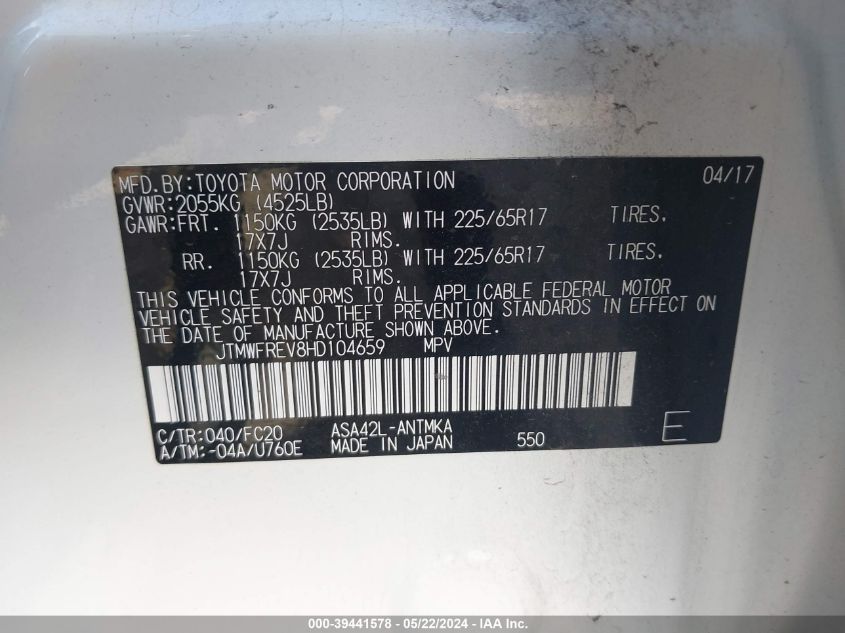 MFD. BY: TOYOTA MOTOR CORPORATION 04/17
GVWR: 2055KG (4525LB)
GAWR: FRT. 1150KG (2535LB) WITH 225/65R17 TIRES.
17X7J RIMS.
RR. 1150KG (2535LB) WITH 225/65R17 TIRES.
17X7J RIMS.
THIS VEHICLE CONFORMS TO ALL APPLICABLE FEDERAL MOTOR
VEHICLE SAFETY AND THEFT PREVENTION STANDARDS IN EFFECT ON
THE DATE OF MANUFACTURE SHOWN ABOVE.
JTMWFREV8HD104659 MPV
C/TR: 040/FC20 ASA42L-ANTMKA
A/TM: -04A/U760E MADE IN JAPAN 550 E
000-39441578 — 05/22/2024 — IAA Inc.